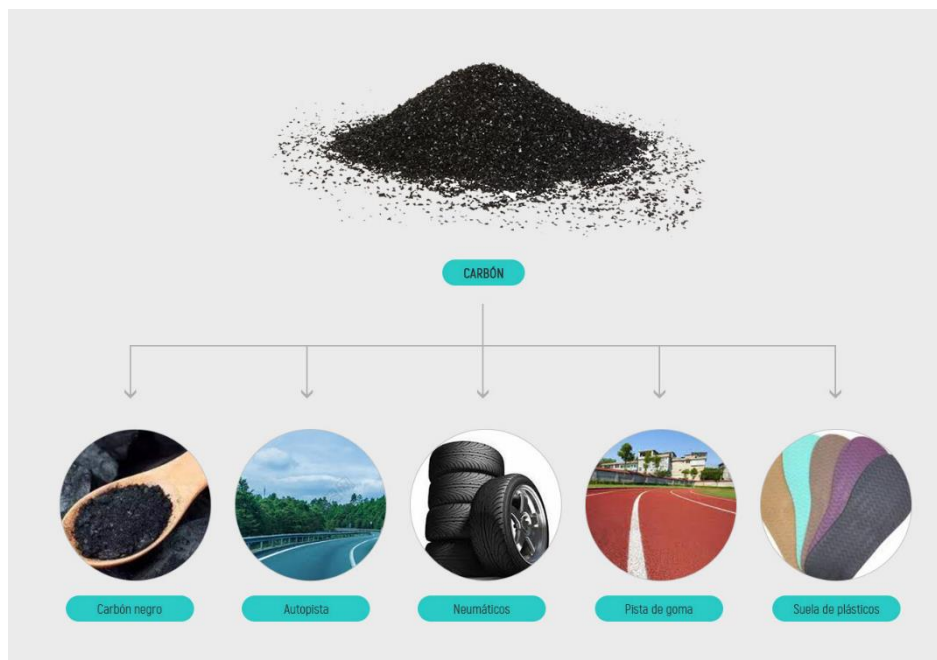 CARBÓN
Carbón negro
Autopista
Neumáticos
Pista de goma
Suela de plásticos